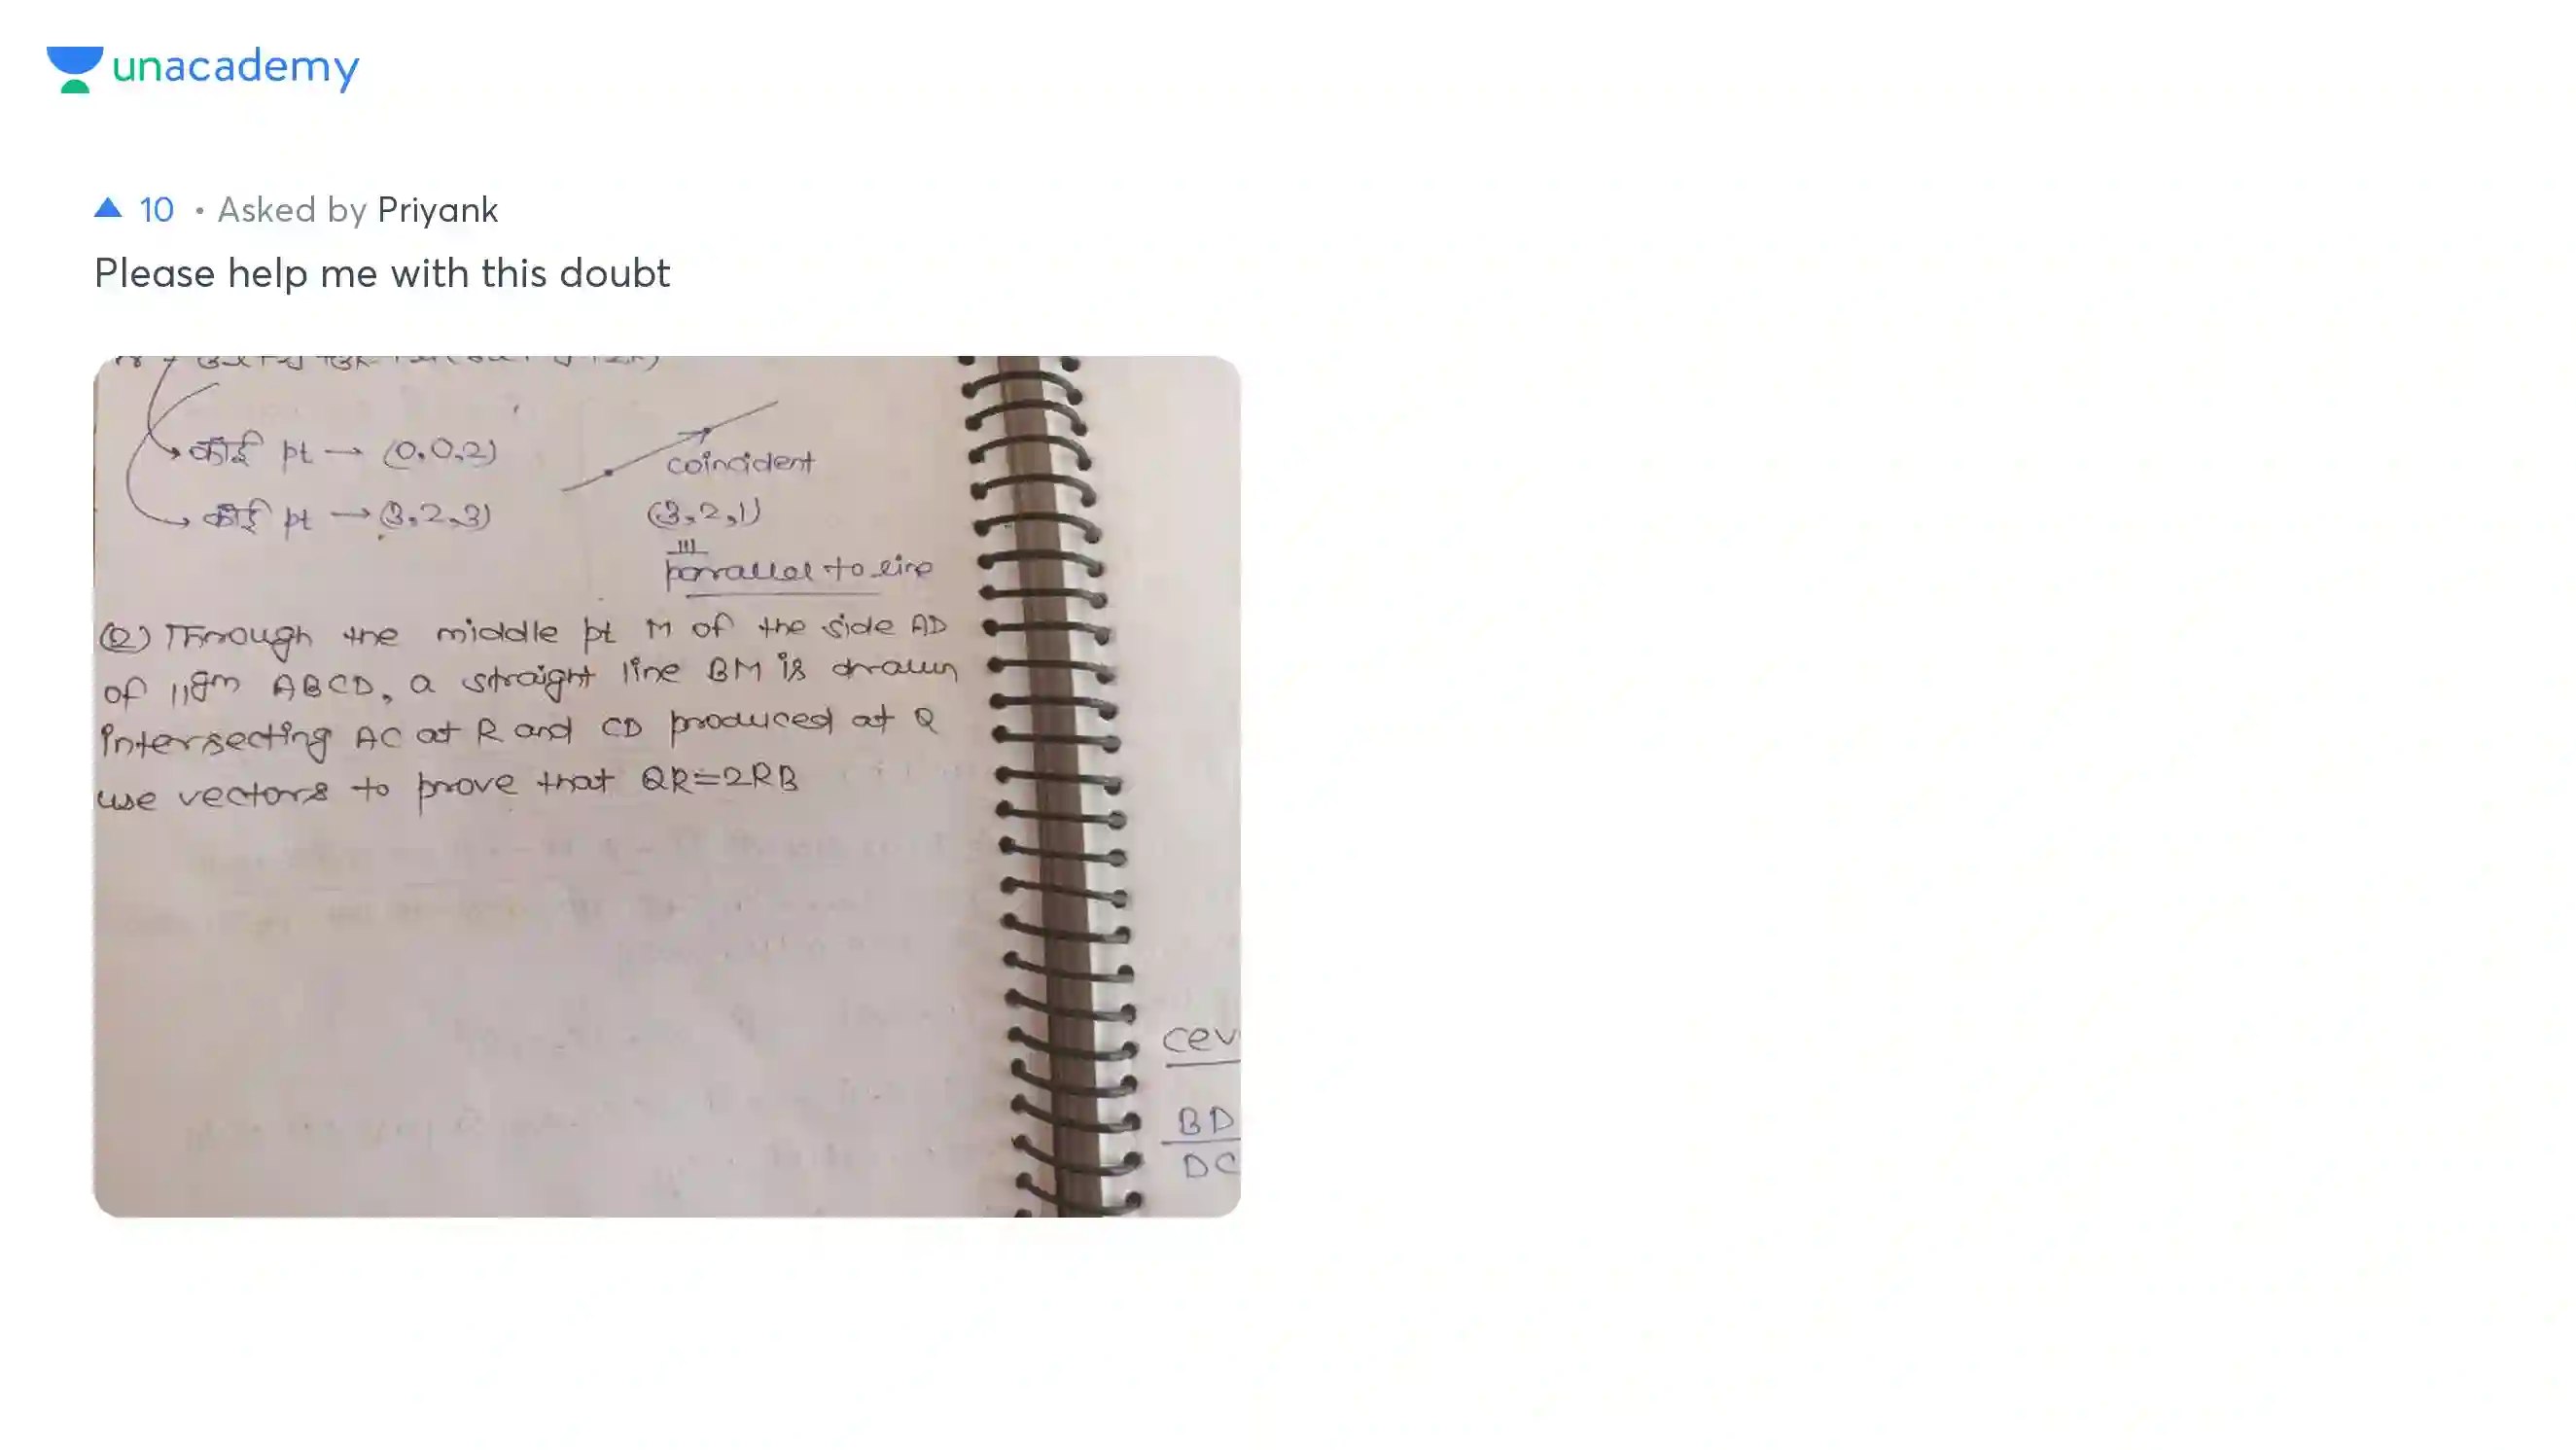 unacademy
10 • Asked by Priyank
Please help me with this doubt
कोई pt → (0,0,2)
coincident
कोई pt → (3,2,3)
(3,2,1)
parallel to line
Q) Through the middle pt M of the side AD
of ||gm ABCD, a straight line BM is drawn
intersecting AC at R and CD produced at Q
use vectors to prove that QR=2RB
BD
DC